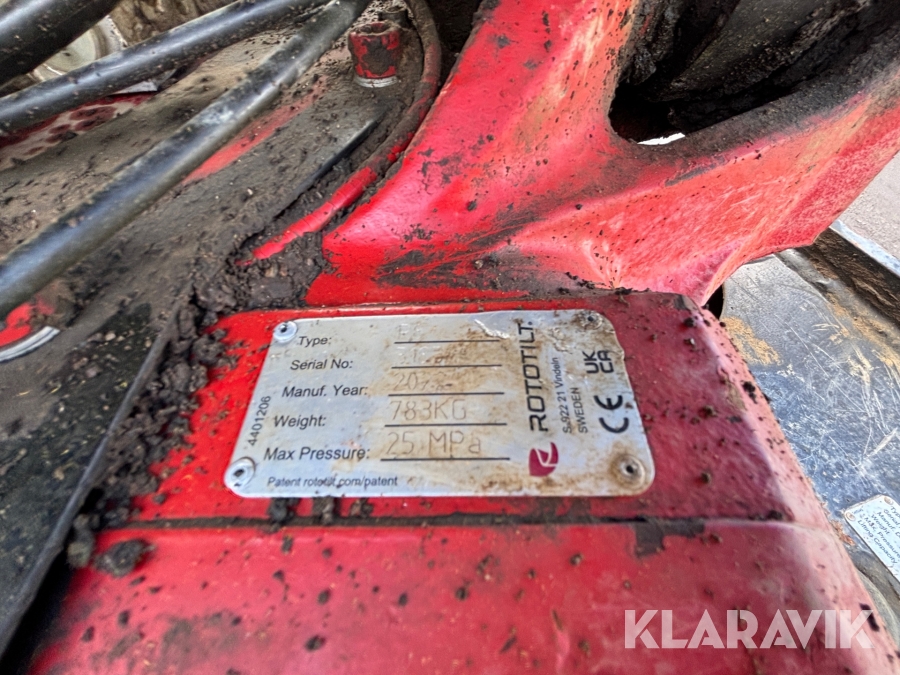 Type:
Serial No:
Manuf. Year: 20
Weight: 783KG
Max Pressure: 25 MPa
Patent rototilt.com/patent
4401206
ROTOTILT
S-922 21 Vindeln
SWEDEN
UK
CA
CE
KLARAVIK